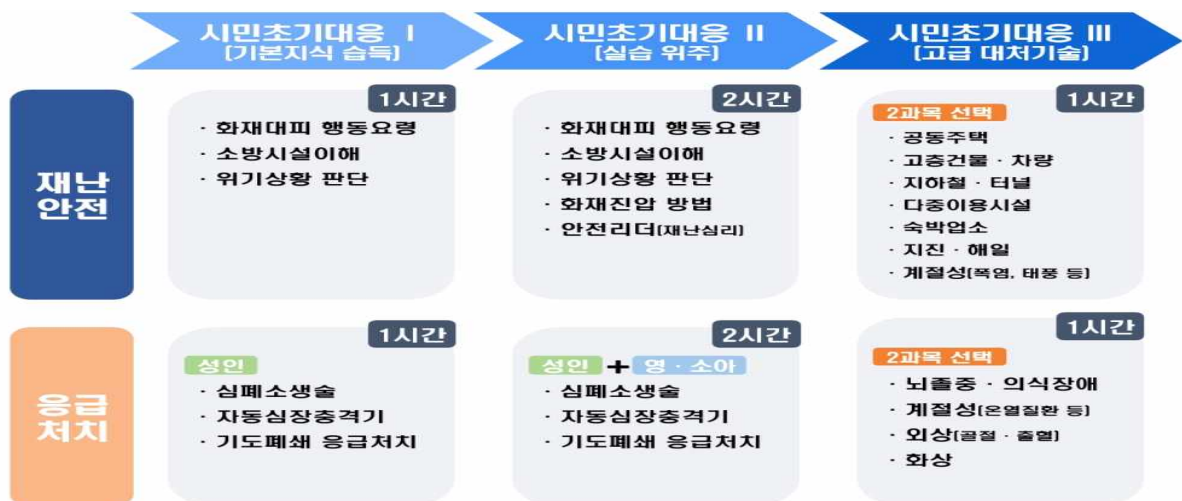 시민초기대응 Ⅰ
[기본지식 습득]
시민초기대응 Ⅱ
[실습 위주]
시민초기대응 Ⅲ
[고급 대처기술]
재난
안전
1시간
· 화재대피 행동요령
· 소방시설이해
· 위기상황 판단
2시간
· 화재대피 행동요령
· 소방시설이해
· 위기상황 판단
· 화재진압 방법
· 안전리더[재난심리]
1시간
2과목 선택
· 공동주택
· 고층건물 · 차량
· 지하철 · 터널
· 다중이용시설
· 숙박업소
· 지진 · 해일
· 계절성[폭염, 태풍 등]
응급
처치
1시간
성인
· 심폐소생술
· 자동심장충격기
· 기도폐쇄 응급처치
2시간
성인 + 영 · 소아
· 심폐소생술
· 자동심장충격기
· 기도폐쇄 응급처치
1시간
2과목 선택
· 뇌졸중 · 의식장애
· 계절성[온열질환 등]
· 외상[골절 · 출혈]
· 화상